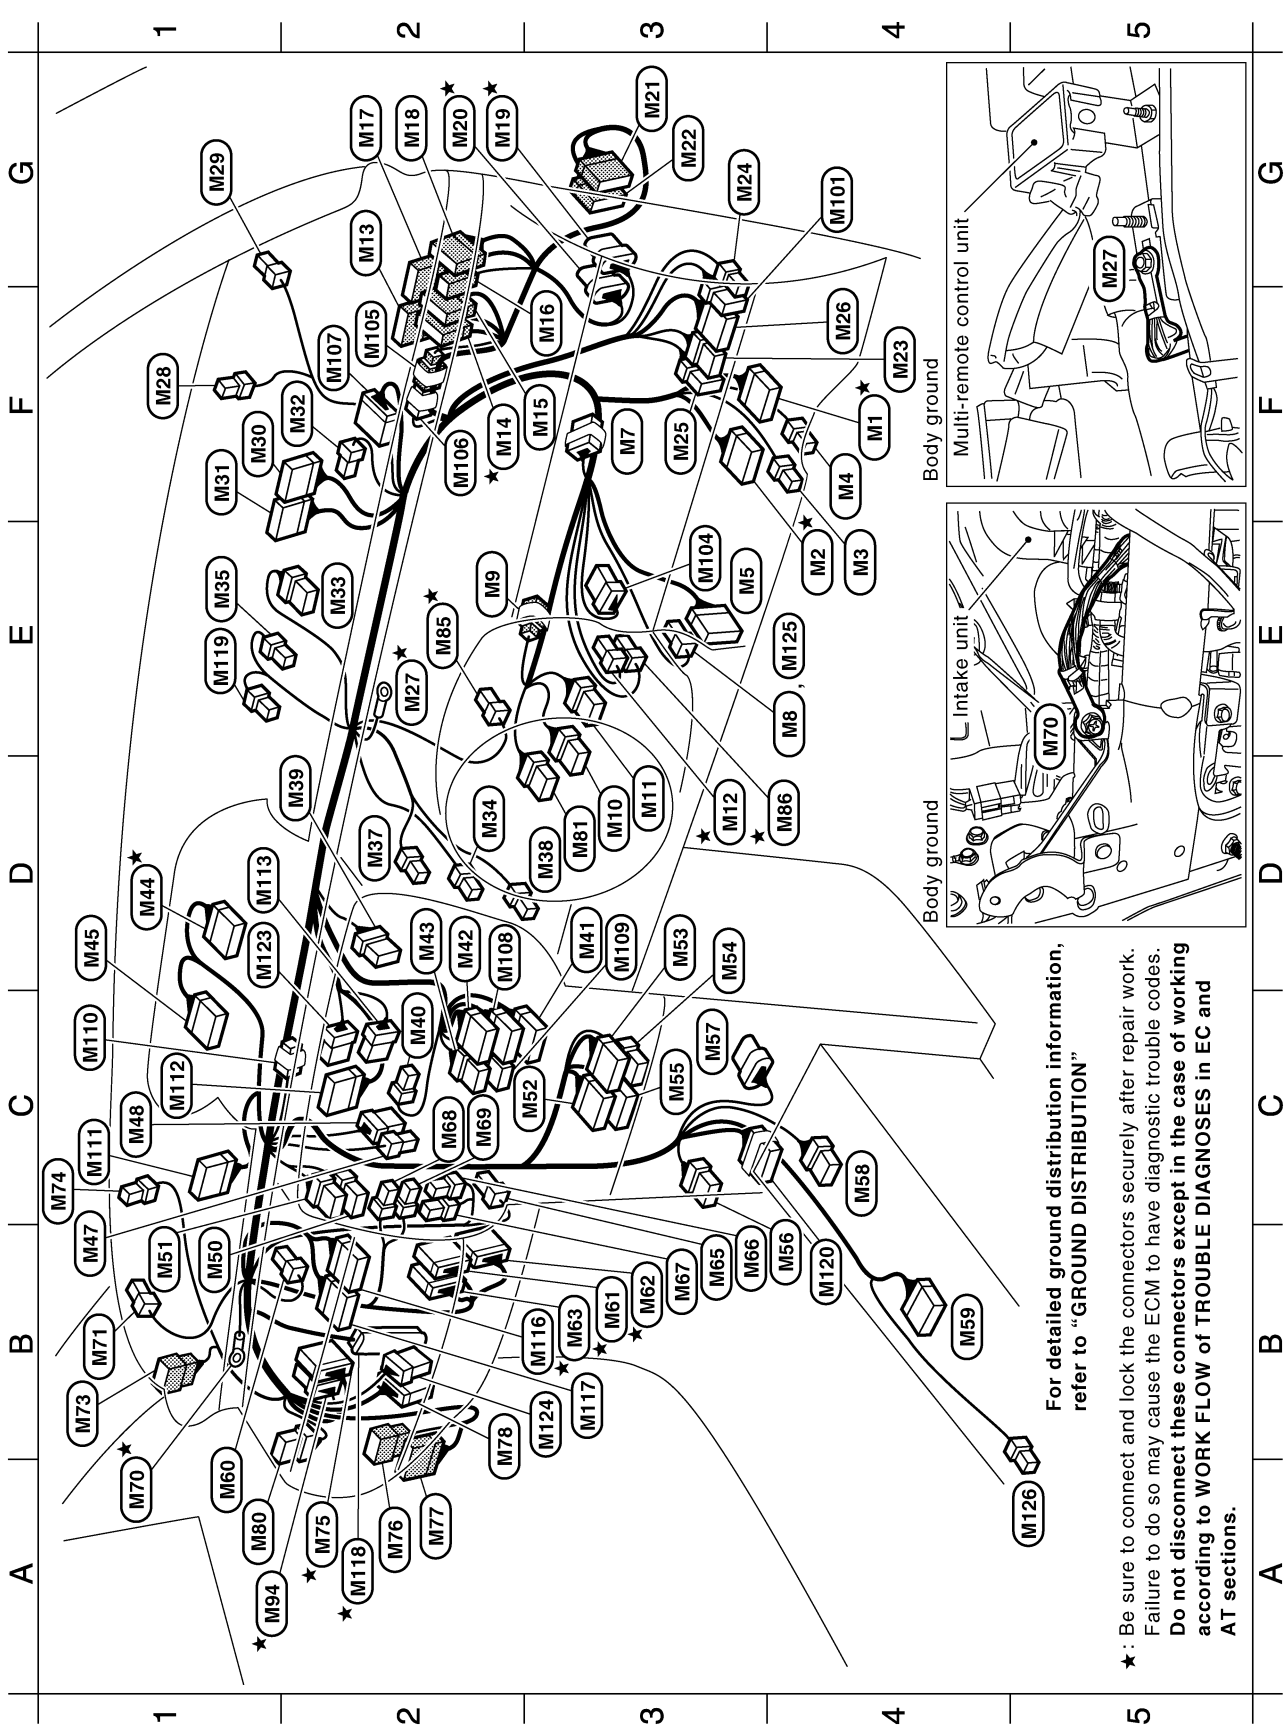 A
B
C
D
E
F
G
1
2
3
4
5
M29
M17
M18
★
M20
★
M19
M21
M22
M24
M101
M13
M28
M107
M105
M16
M26
M23
M31
M30
M32
M106
M14
★
M15
M7
M25
M1
★
M4
M35
M119
M33
M27
★
M85
★
M9
M104
M5
M2
★
M3
M8, M125
M39
M37
M34
M38
M81
M10
M11
M12
★
M86
★
M44
★
M45
M113
M123
M43
M42
M108
M41
M109
M53
M54
M110
M112
M40
M57
M48
M111
M74
M68
M69
M52
M55
M58
M47
M51
M50
M71
M73
M116
M63
★
M61
★
M62
★
M67
M65
M66
M56
M120
M59
M70
★
M60
M80
M94
★
M75
★
M118
★
M76
M77
M78
M124
M117
M126
Body ground
Multi-remote control unit
M27
Body ground
Intake unit
M70
For detailed ground distribution information,
refer to “GROUND DISTRIBUTION”
★: Be sure to connect and lock the connectors securely after repair work.
Failure to do so may cause the ECM to have diagnostic trouble codes.
Do not disconnect these connectors except in the case of working
according to WORK FLOW of TROUBLE DIAGNOSES in EC and
AT sections.
1
2
3
4
5
A
B
C
D
E
F
G